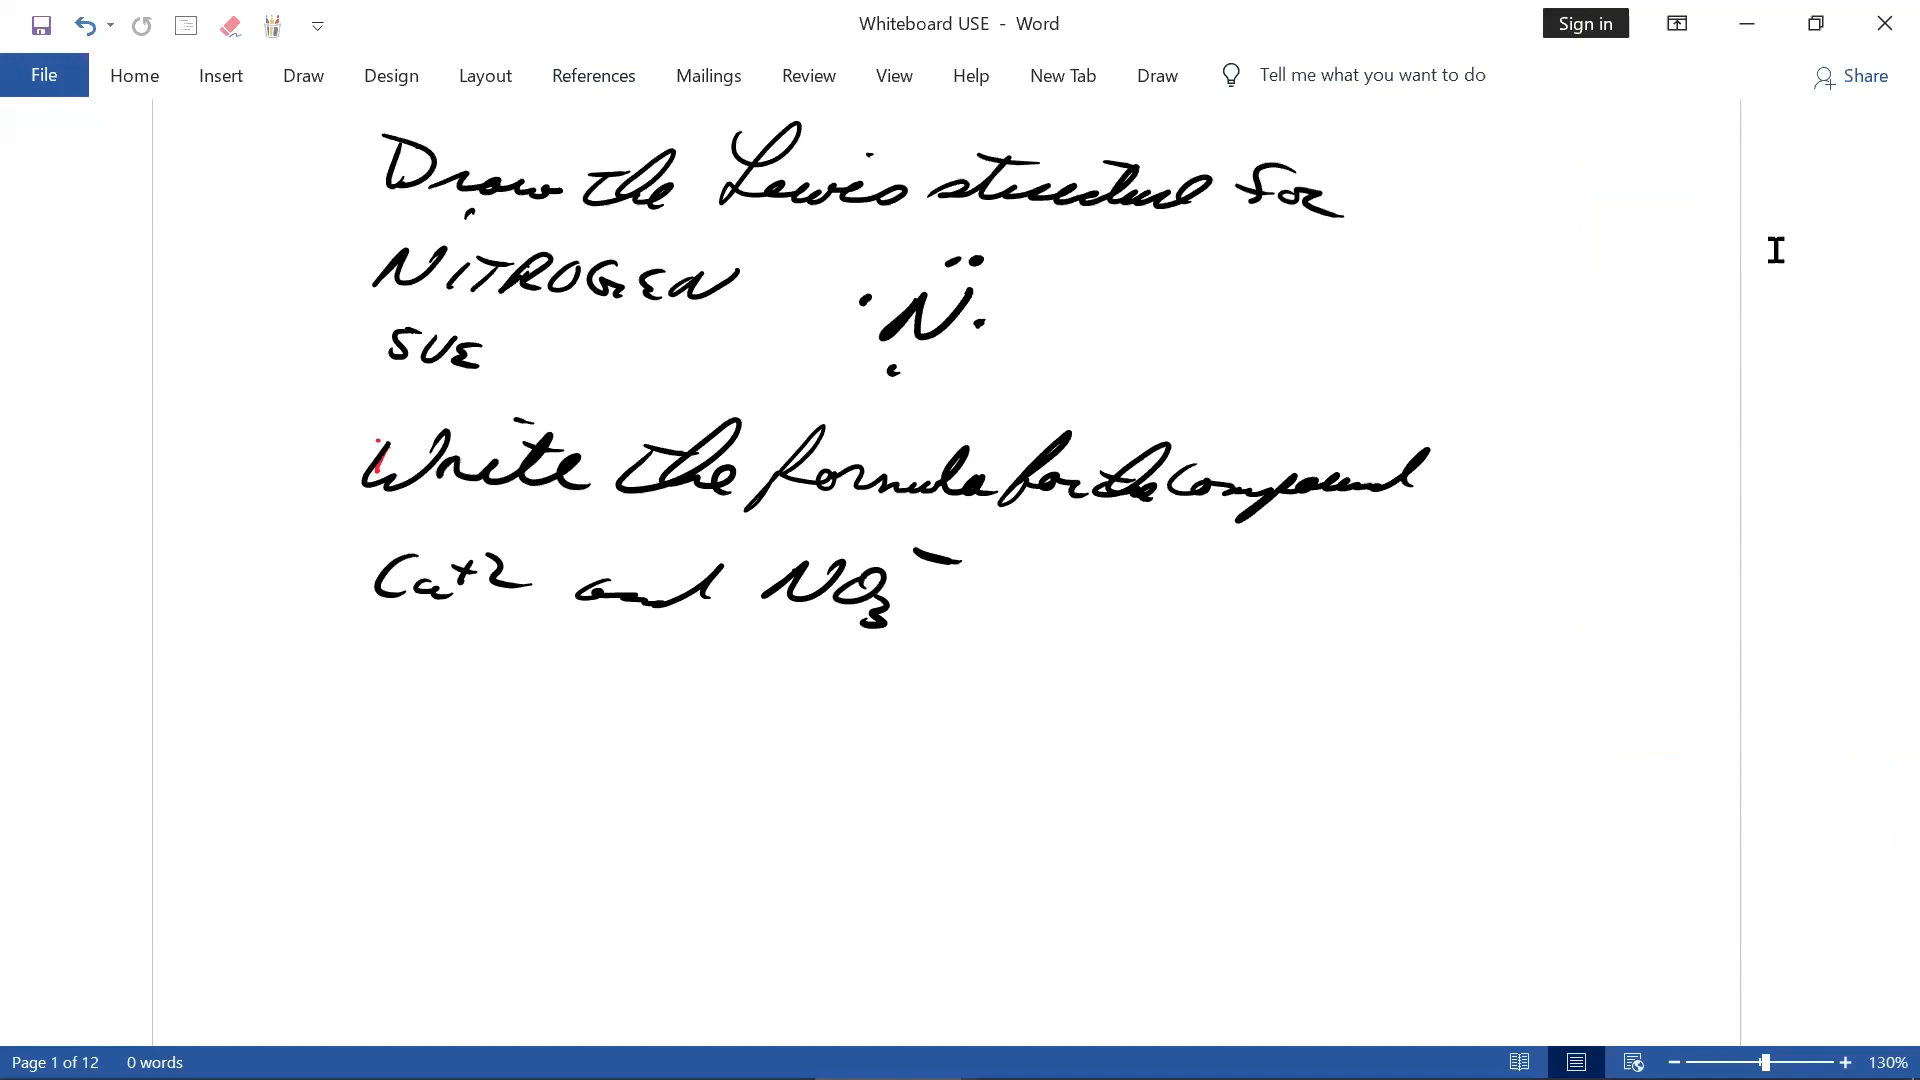 Whiteboard USE - Word
Sign in
File Home Insert Draw Design Layout References Mailings Review View Help New Tab Draw Tell me what you want to do Share
Draw the Lewis structure for
NITROGEN
N
5VE
Write the formula for the compound
Ca+2 and NO3-
Page 1 of 12 0 words 130%